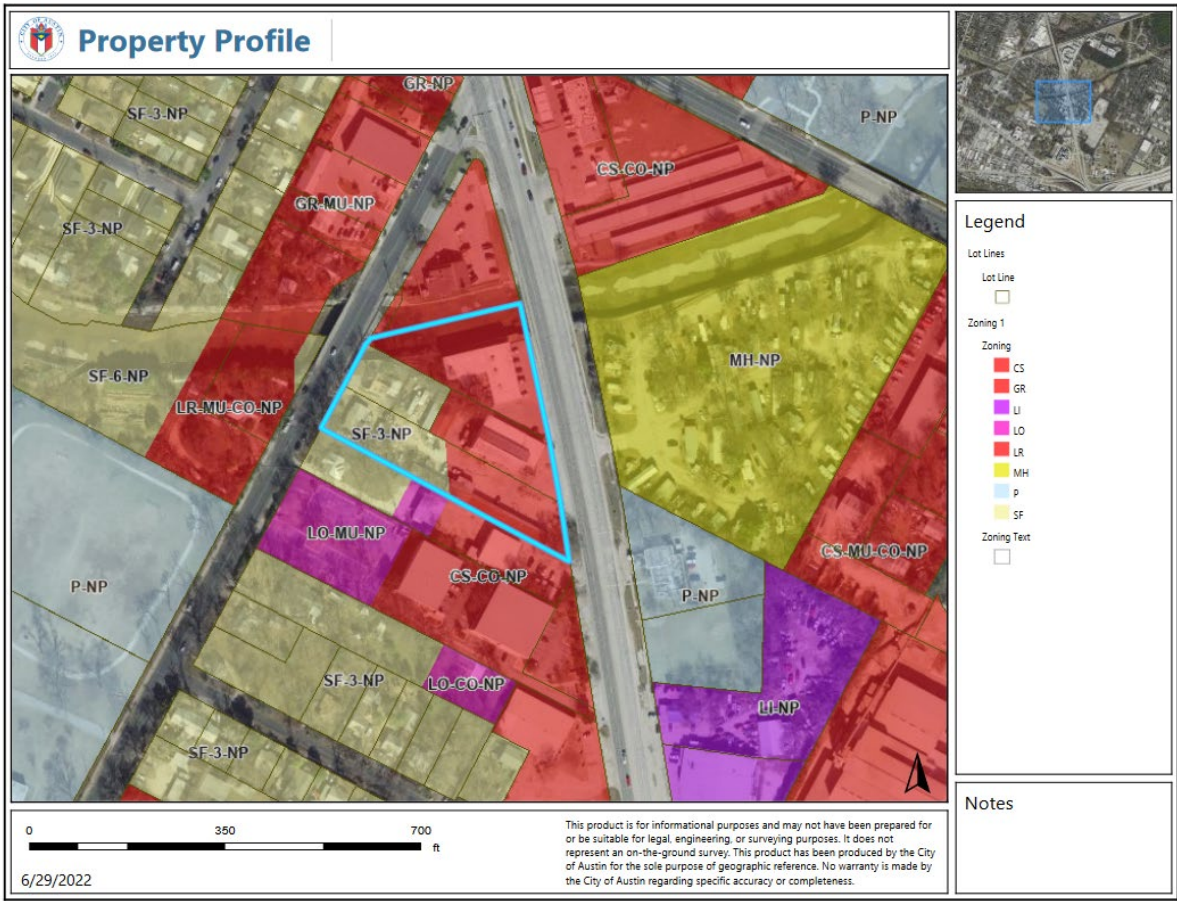 CITY OF AUSTIN
Property Profile
GR-NP
SF-3-NP
P-NP
CS-CO-NP
GR-MU-NP
SF-3-NP
MH-NP
SF-6-NP
LR-MU-CO-NP
SF-3-NP
LO-MU-NP
CS-MU-CO-NP
CS-CO-NP
P-NP
P-NP
SF-3-NP
LO-CO-NP
LI-NP
SF-3-NP
Legend
Lot Lines
Lot Line
Zoning 1
Zoning
CS
GR
LI
LO
LR
MH
P
SF
Zoning Text
Notes
0 350 700
ft
6/29/2022
This product is for informational purposes and may not have been prepared for
or be suitable for legal, engineering, or surveying purposes. It does not
represent an on-the-ground survey. This product has been produced by the City
of Austin for the sole purpose of geographic reference. No warranty is made by
the City of Austin regarding specific accuracy or completeness.